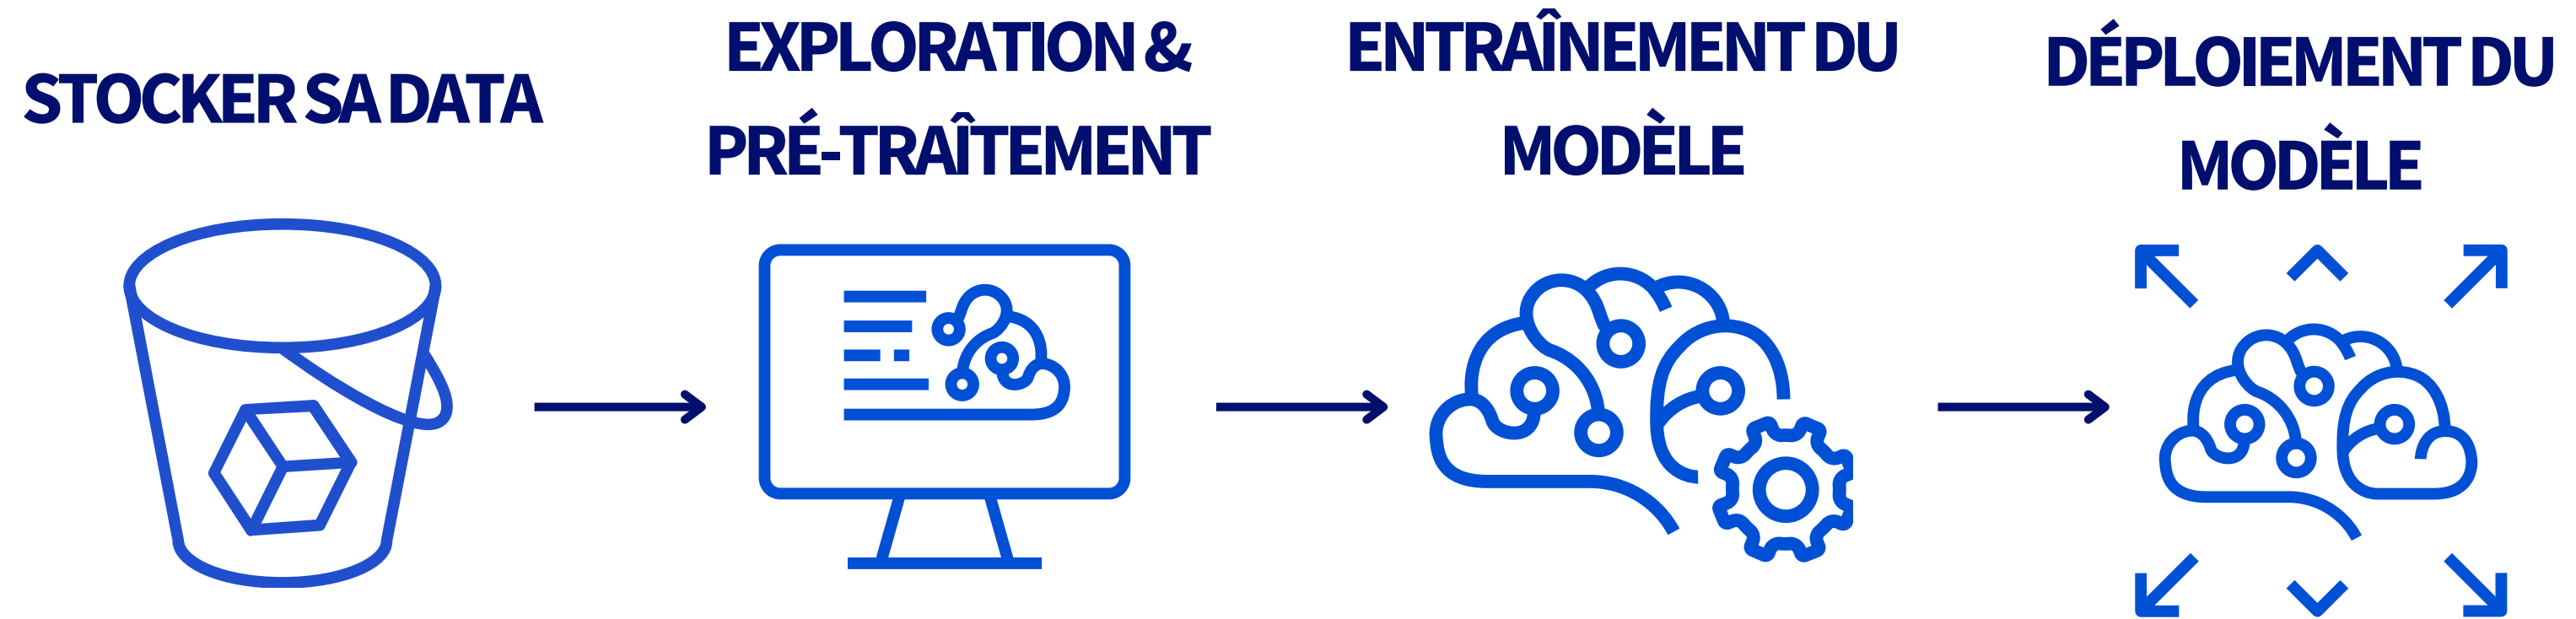 STOCKER SA DATA
EXPLORATION &
PRÉ-TRAÎTEMENT
ENTRAÎNEMENT DU
MODÈLE
DÉPLOIEMENT DU
MODÈLE